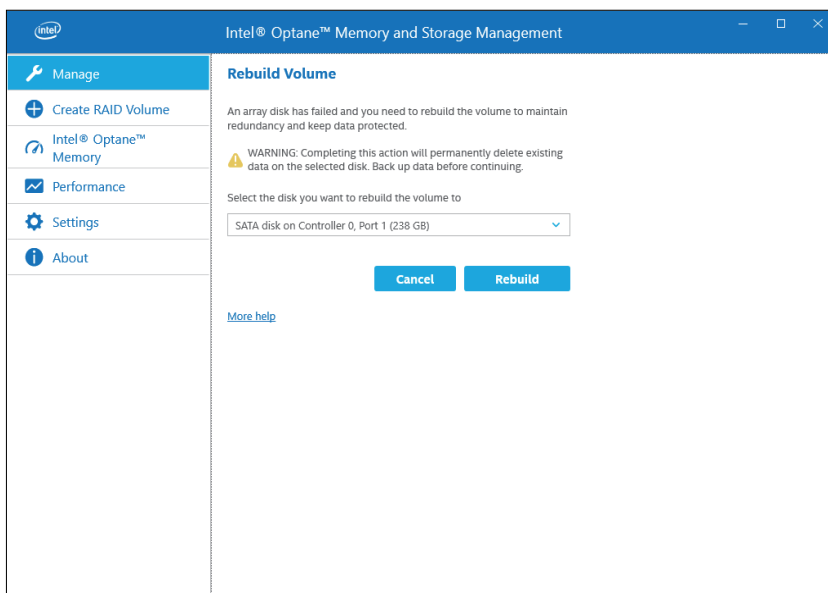 intel
Intel® Optane™ Memory and Storage Management
Manage
Create RAID Volume
Intel® Optane™
Memory
Performance
Settings
About
Rebuild Volume
An array disk has failed and you need to rebuild the volume to maintain
redundancy and keep data protected.
WARNING: Completing this action will permanently delete existing
data on the selected disk. Back up data before continuing.
Select the disk you want to rebuild the volume to
SATA disk on Controller 0, Port 1 (238 GB)
Cancel
Rebuild
More help